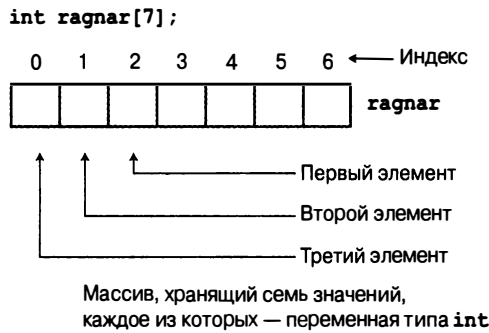 int ragnar[7];
0 1 2 3 4 5 6 Индекс
ragnar
Первый элемент
Второй элемент
Третий элемент
Массив, хранящий семь значений,
каждое из которых — переменная типа int